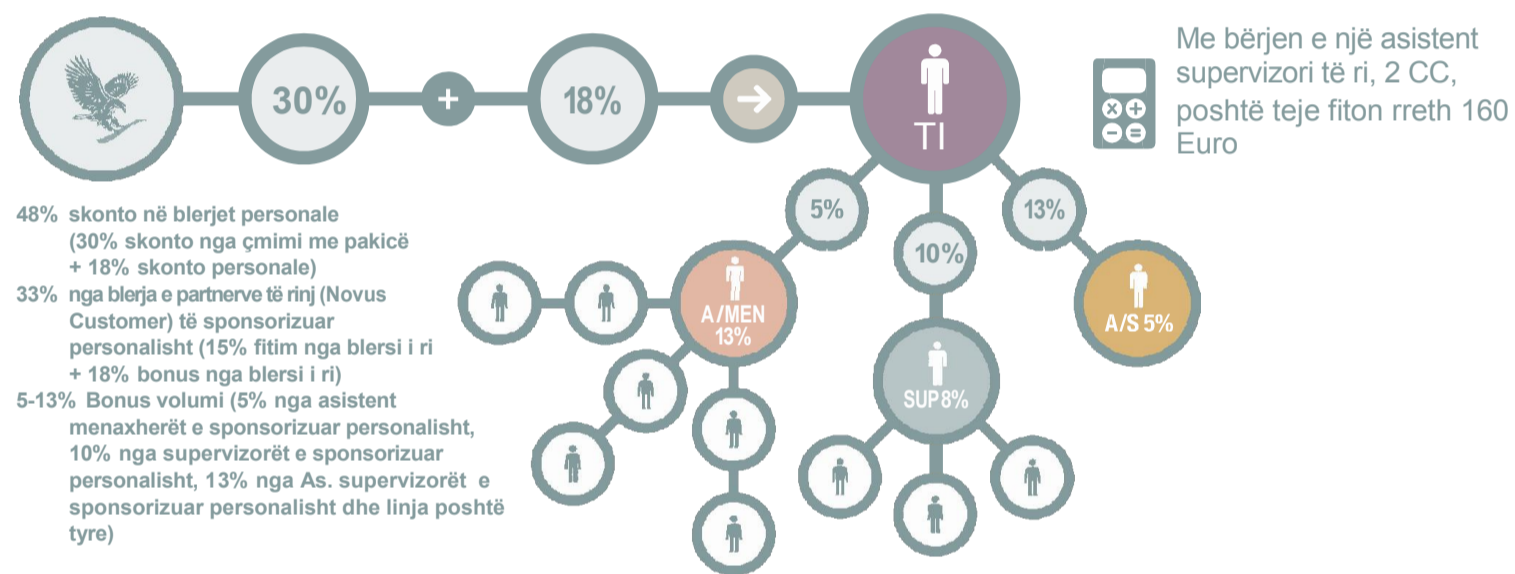 30%
+
18%
TI
Me bërjen e një asistent
supervizori të ri, 2 CC,
poshtë teje fiton rreth 160
Euro
48% skonto në blerjet personale
(30% skonto nga çmimi me pakicë
+ 18% skonto personale)
33% nga blerja e partnerve të rinj (Novus
Customer) të sponsorizuar
personalisht (15% fitim nga blersi i ri
+ 18% bonus nga blersi i ri)
5-13% Bonus volumi (5% nga asistent
menaxherët e sponsorizuar personalisht,
10% nga supervizorët e sponsorizuar
personalisht, 13% nga As. supervizorët e
sponsorizuar personalisht dhe linja poshtë
tyre)
5%
10%
13%
A/MEN
13%
SUP 8%
A/S 5%